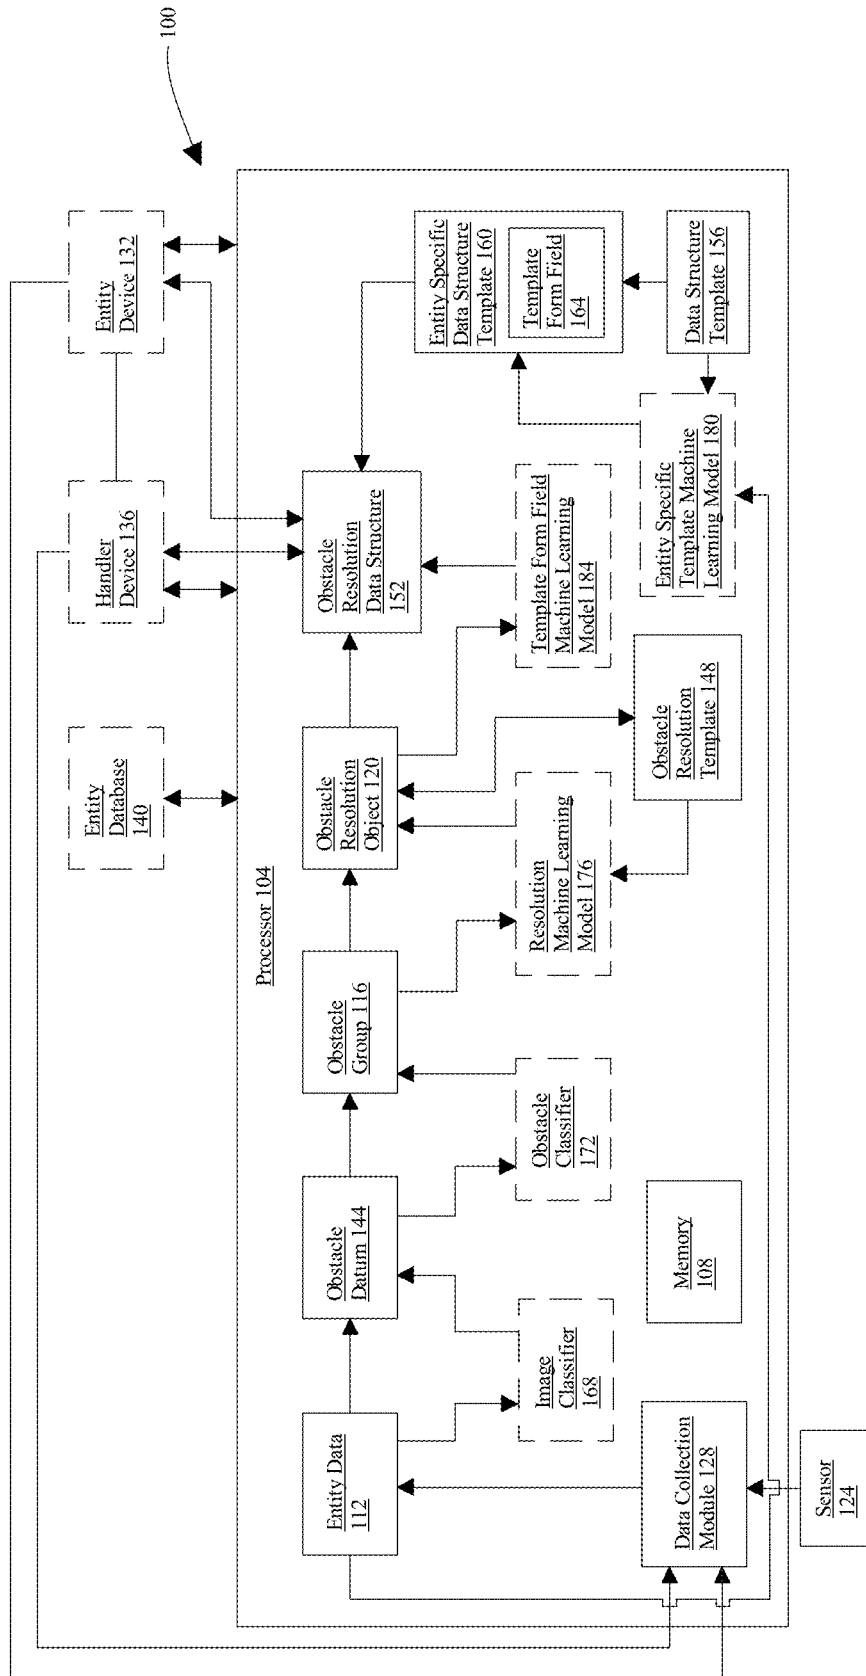 100
Entity
Device 132
Handler
Device 136
Entity
Database
140
Processor 104
Entity Data
112
Obstacle
Datum 144
Obstacle
Group 116
Obstacle
Resolution
Object 120
Obstacle
Resolution
Data Structure
152
Entity Specific
Data Structure
Template 160
Template
Form Field
164
Image
Classifier
168
Obstacle
Classifier
172
Resolution
Machine Learning
Model 176
Template Form Field
Machine Learning
Model 184
Data Collection
Module 128
Memory
108
Obstacle
Resolution
Template 148
Entity Specific
Template Machine
Learning Model 180
Data Structure
Template 156
Sensor
124